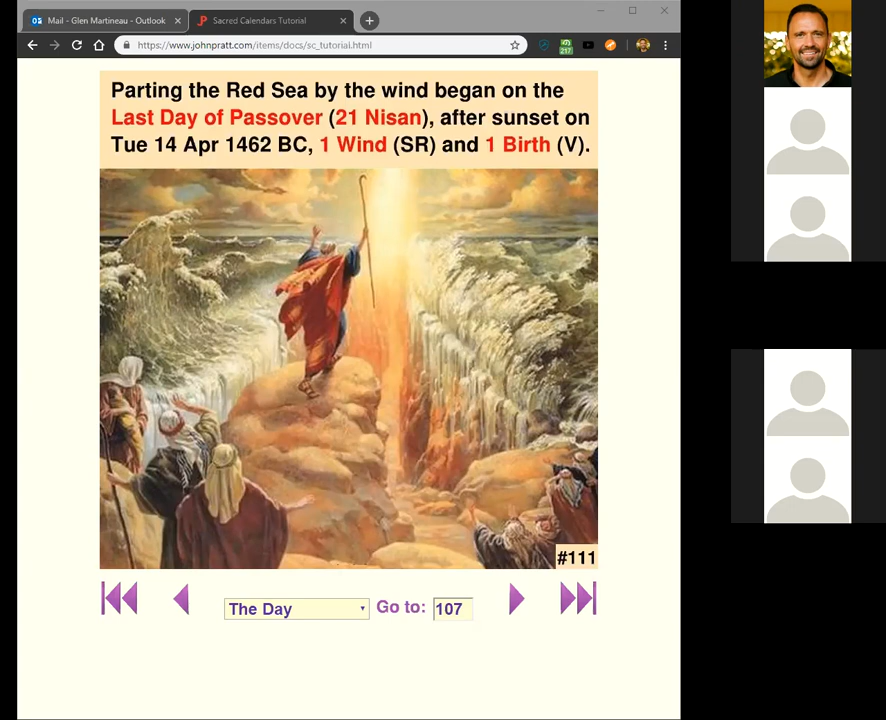 Mail - Glen Martineau - Outlook
Sacred Calendars Tutorial
https://www.johnpratt.com/items/docs/sc_tutorial.html
217
Parting the Red Sea by the wind began on the
Last Day of Passover (21 Nisan), after sunset on
Tue 14 Apr 1462 BC, 1 Wind (SR) and 1 Birth (V).
#111
The Day
Go to: 107